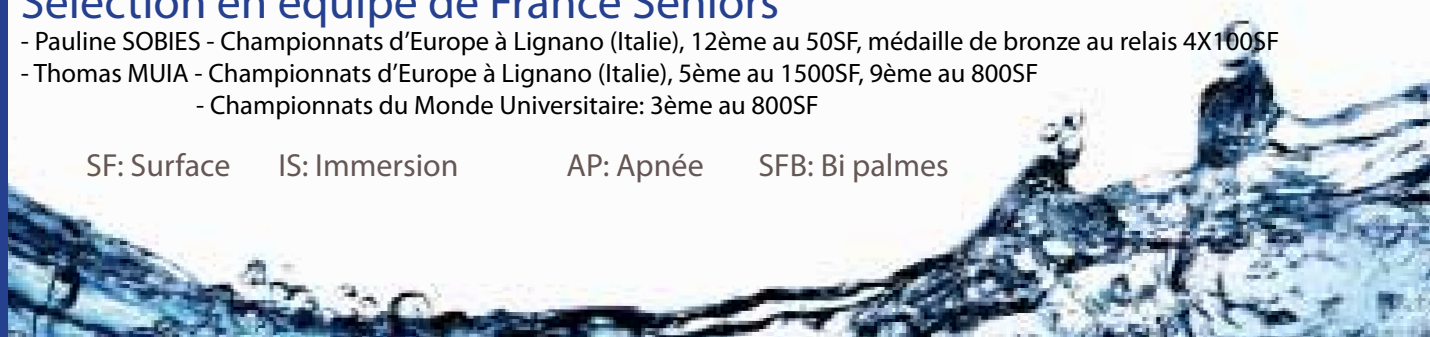 Sélection en équipe de France Séniors
- Pauline SOBIES - Championnats d’Europe à Lignano (Italie), 12ème au 50SF, médaille de bronze au relais 4X100SF
- Thomas MUIA - Championnats d’Europe à Lignano (Italie), 5ème au 1500SF, 9ème au 800SF
- Championnats du Monde Universitaire: 3ème au 800SF
SF: Surface IS: Immersion AP: Apnée SFB: Bi palmes